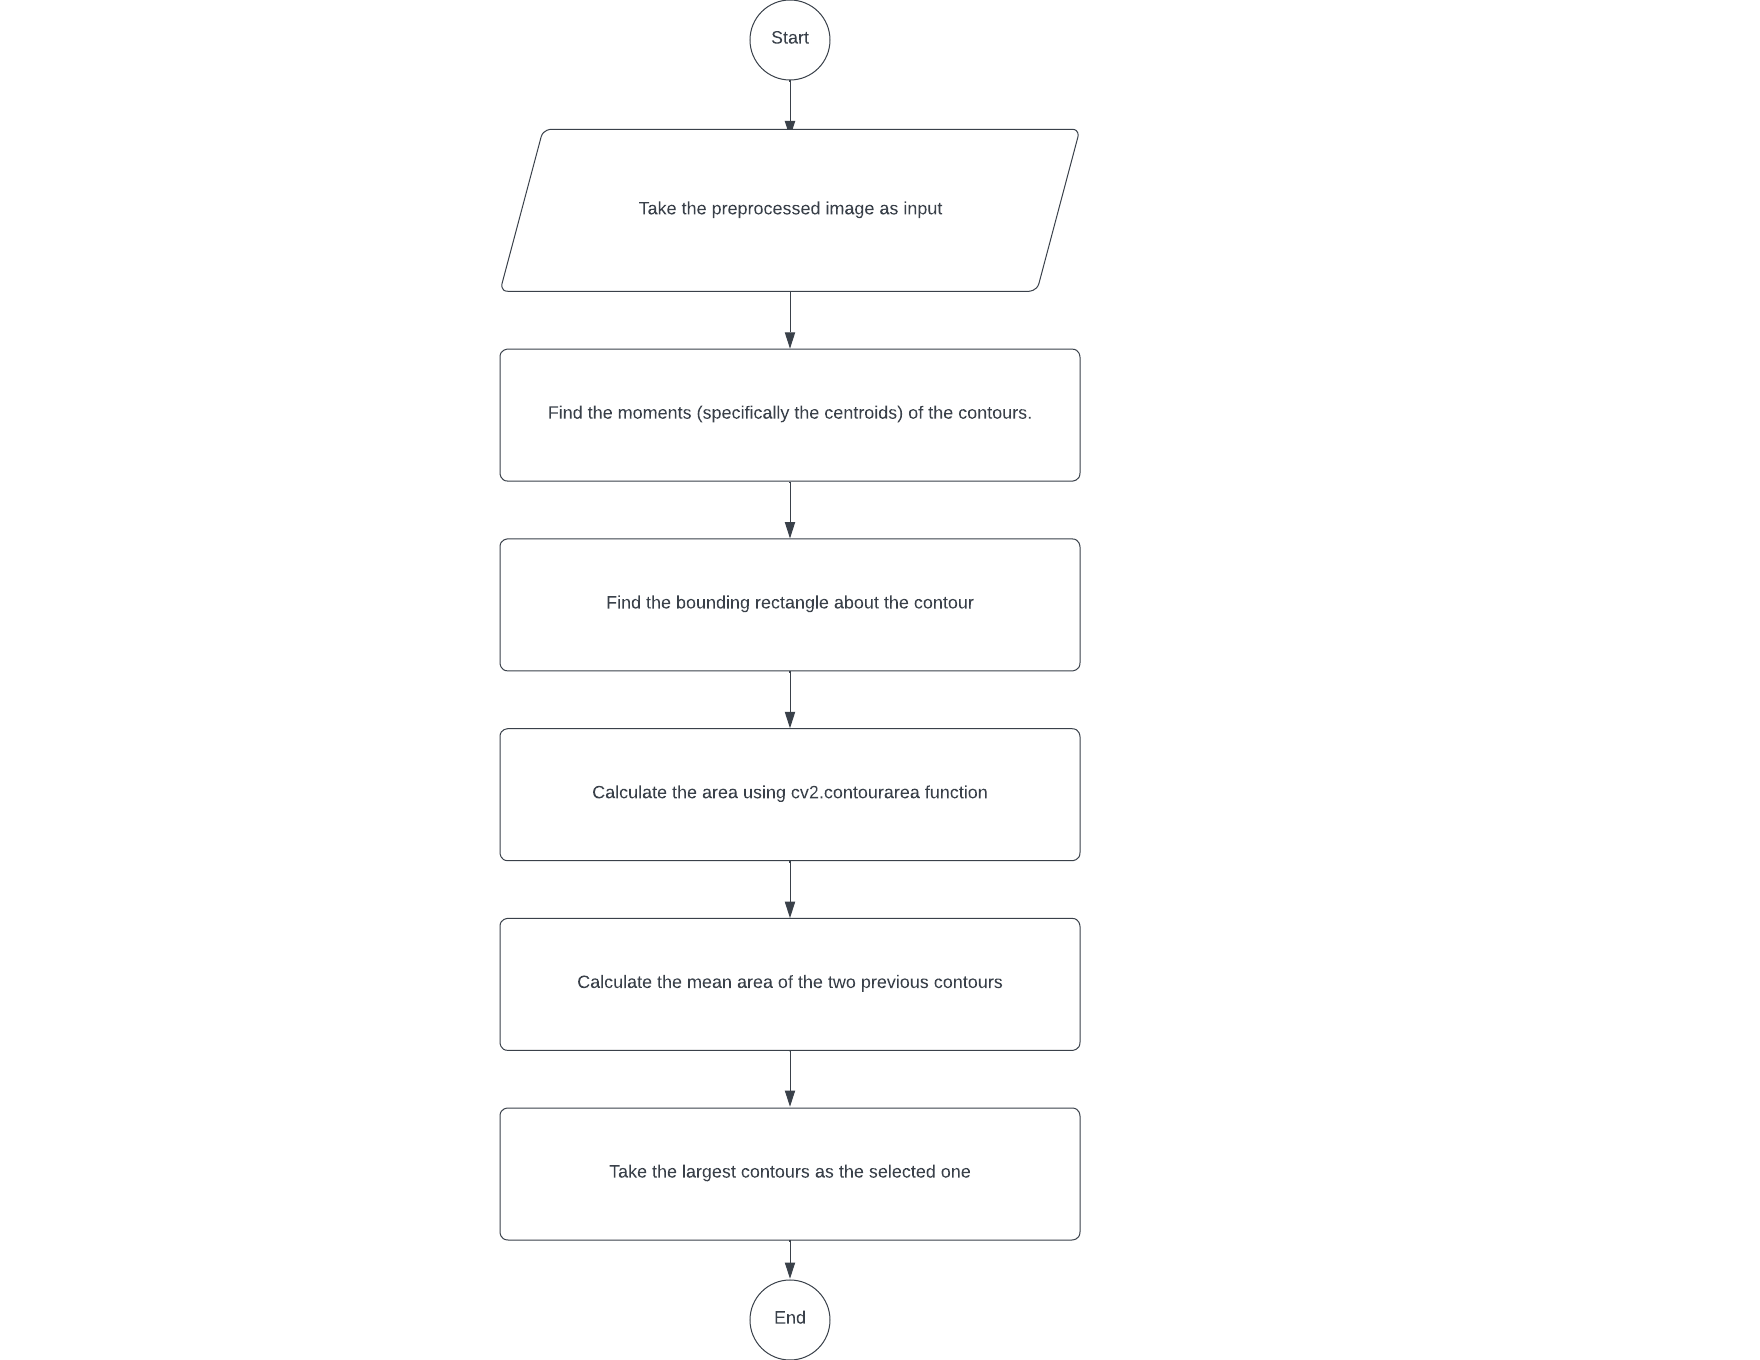 Start
Take the preprocessed image as input
Find the moments (specifically the centroids) of the contours.
Find the bounding rectangle about the contour
Calculate the area using cv2.contourarea function
Calculate the mean area of the two previous contours
Take the largest contours as the selected one
End